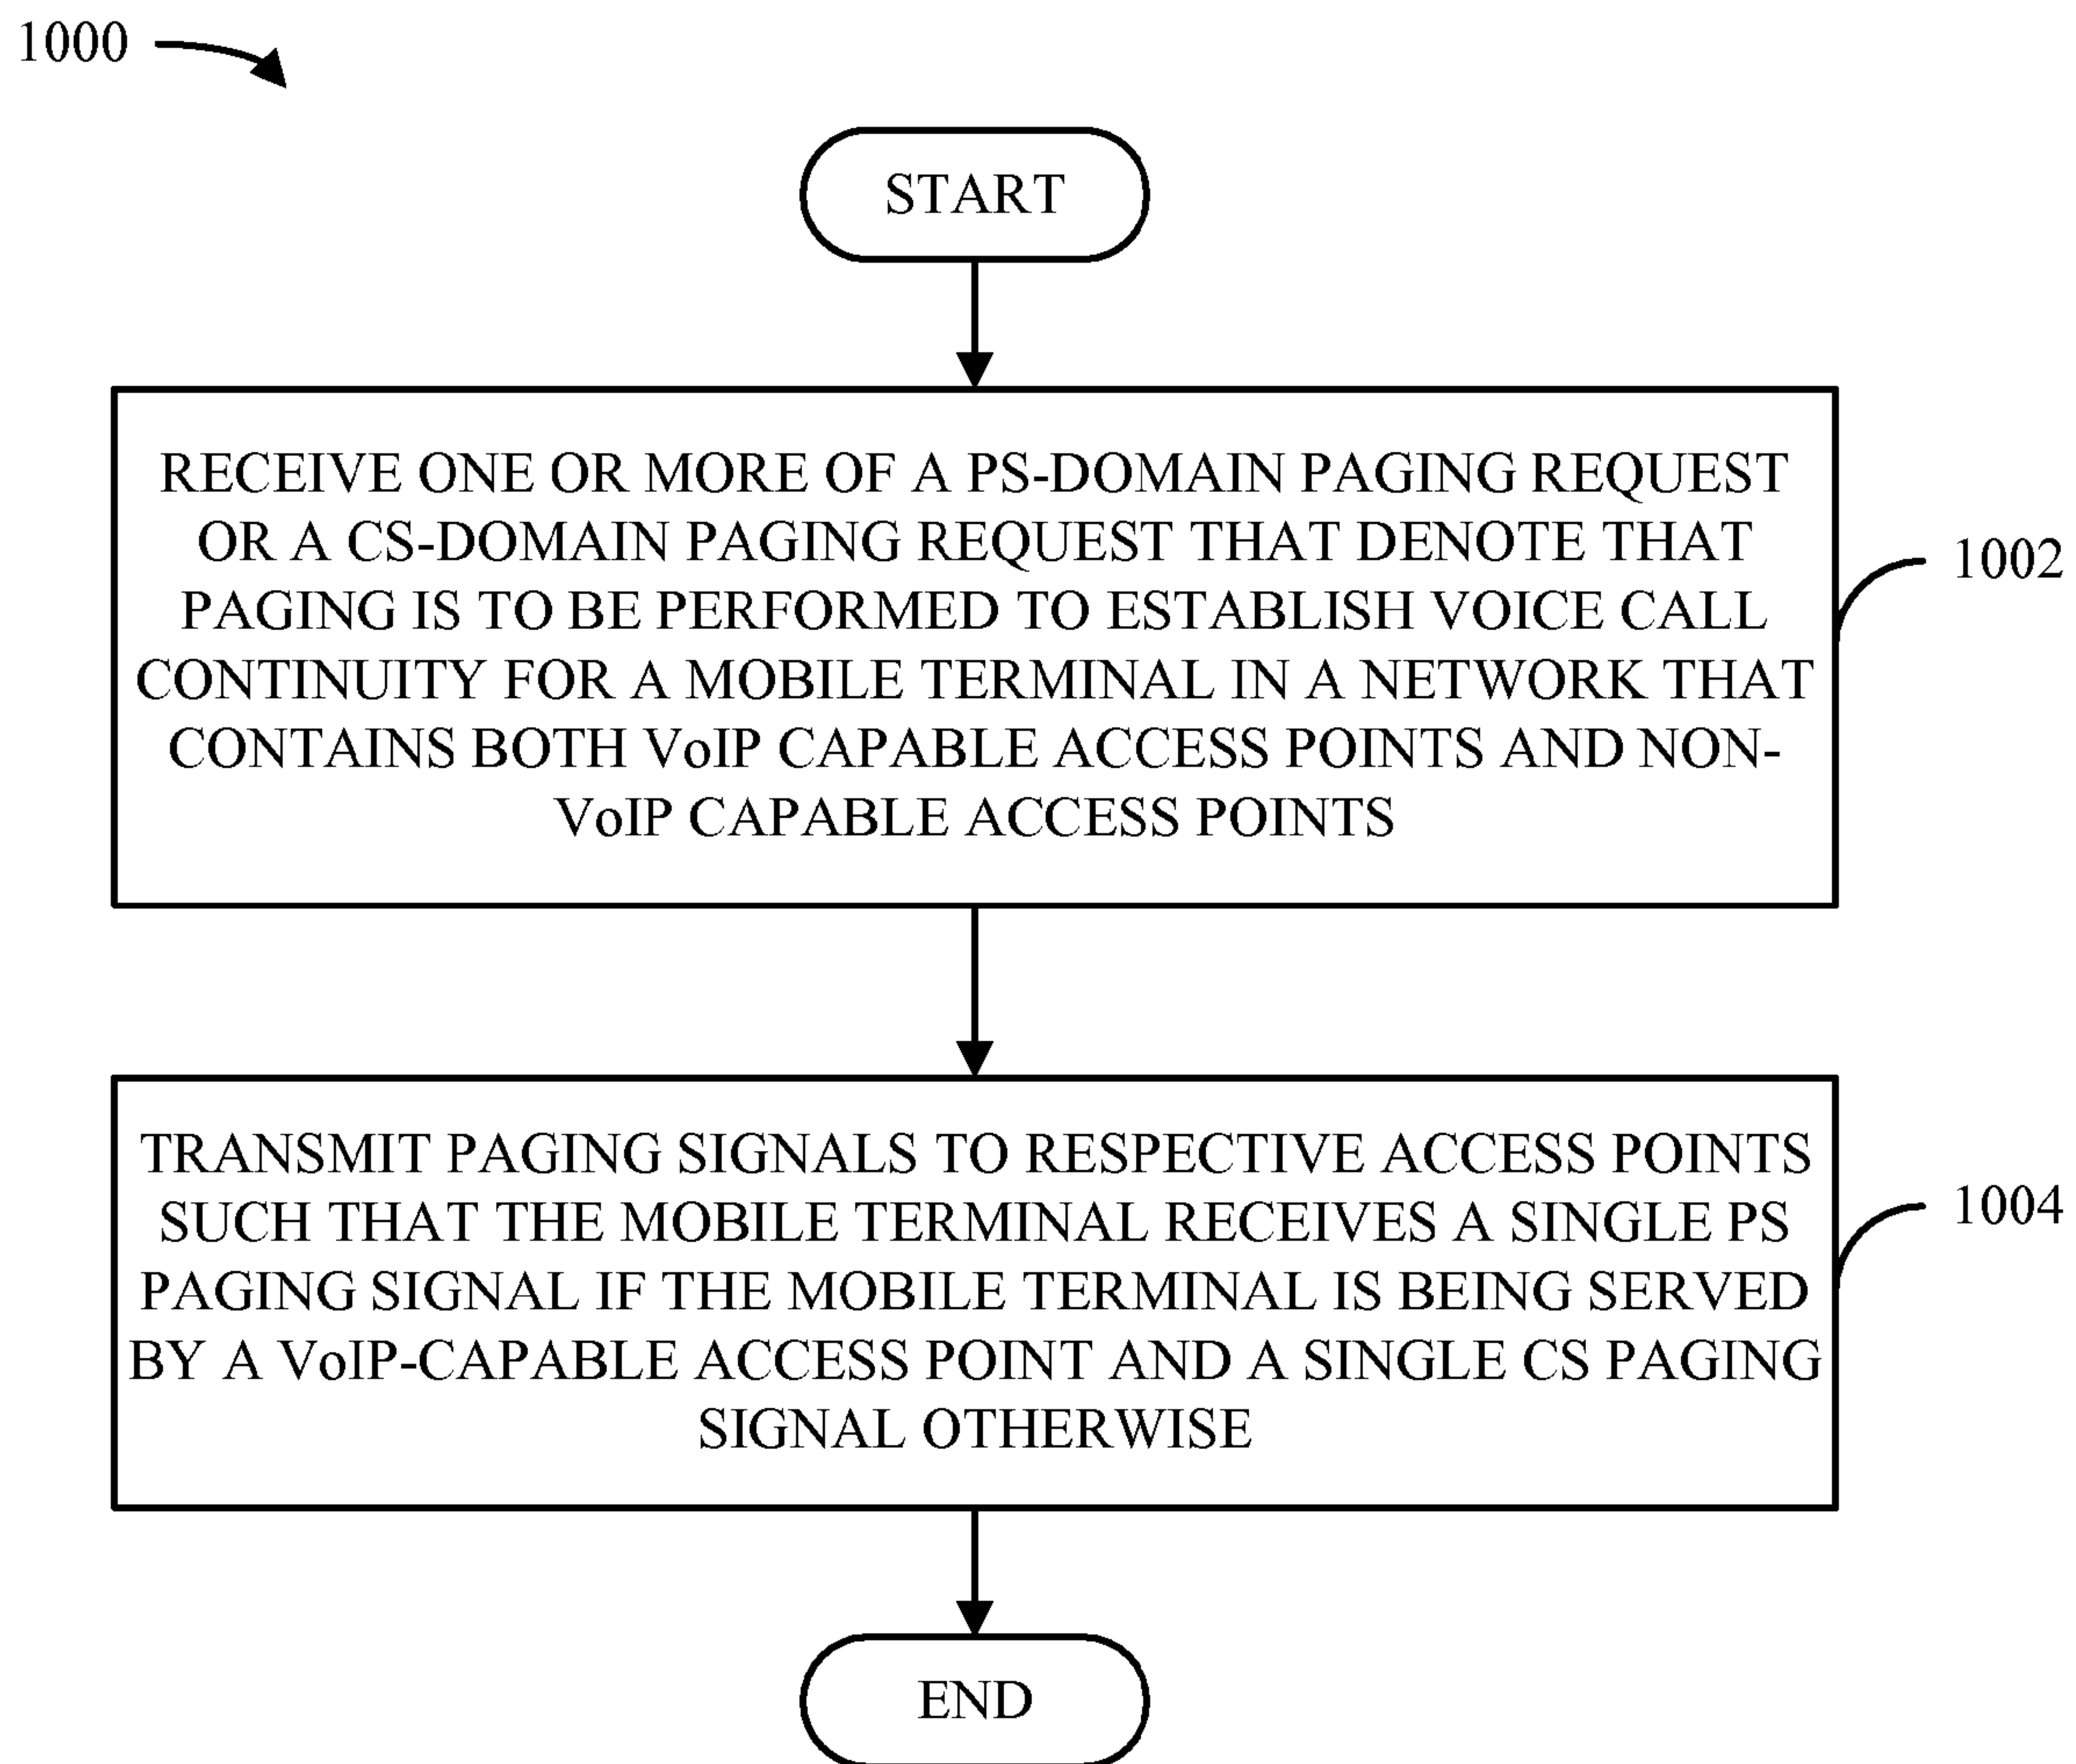 1000
START
RECEIVE ONE OR MORE OF A PS-DOMAIN PAGING REQUEST
OR A CS-DOMAIN PAGING REQUEST THAT DENOTE THAT
PAGING IS TO BE PERFORMED TO ESTABLISH VOICE CALL
CONTINUITY FOR A MOBILE TERMINAL IN A NETWORK THAT
CONTAINS BOTH VoIP CAPABLE ACCESS POINTS AND NON-
VoIP CAPABLE ACCESS POINTS
1002
TRANSMIT PAGING SIGNALS TO RESPECTIVE ACCESS POINTS
SUCH THAT THE MOBILE TERMINAL RECEIVES A SINGLE PS
PAGING SIGNAL IF THE MOBILE TERMINAL IS BEING SERVED
BY A VoIP-CAPABLE ACCESS POINT AND A SINGLE CS PAGING
SIGNAL OTHERWISE
1004
END